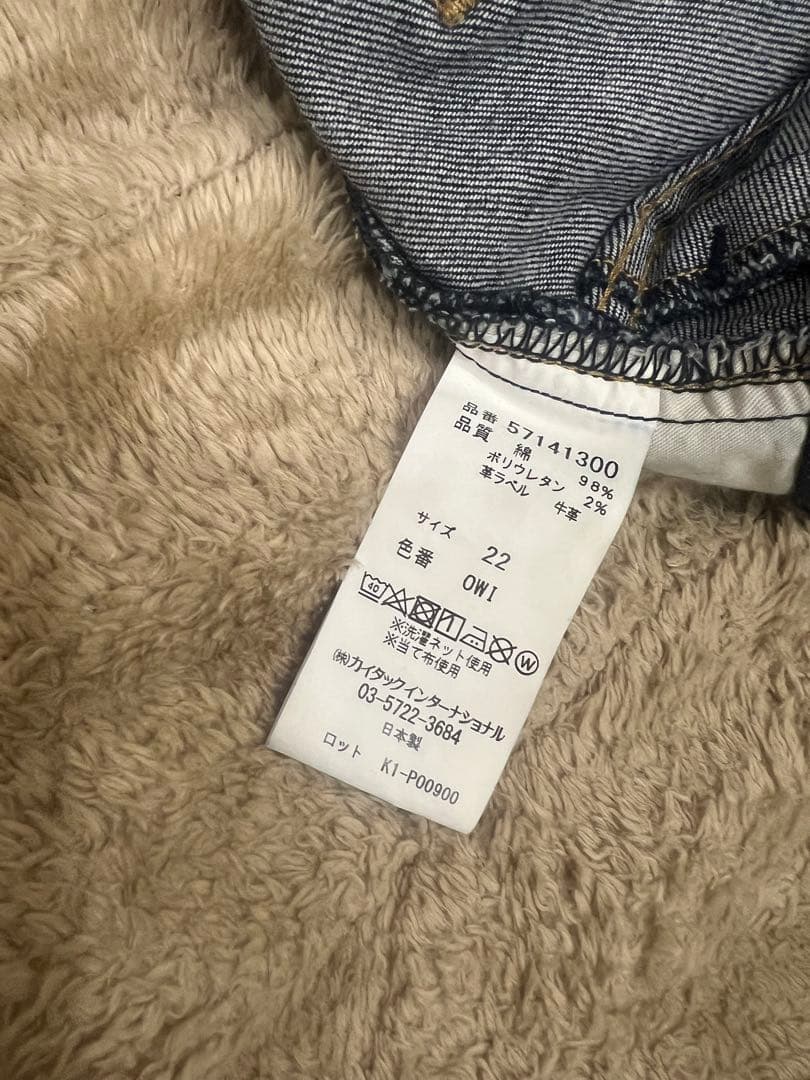 品番 57141300
品質 綿 98%
ポリウレタン 2%
革ラベル 牛革
サイズ 22
色番 OWI
40 W
※洗濯ネット使用
※当て布使用
(株)カイタックインターナショナル
03-5722-3684
日本製
ロット K1-P00900